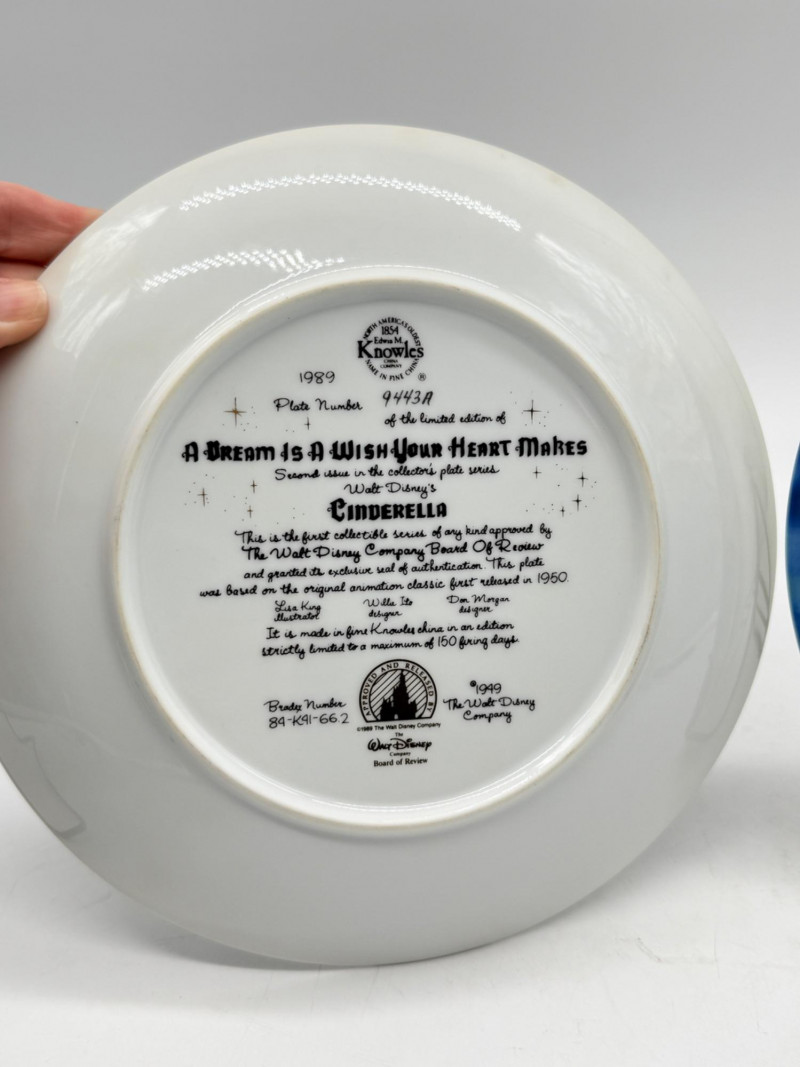 NORTH AMERICA'S OLDEST
1854
Edwin M.
Knowles
CHINA
COMPANY
NAME IN FINE CHINA
®
1989
Plate Number 9443A
of the limited edition of
A DREAM IS A WISH YOUR HEART MAKES
Second issue in the collector's plate series
Walt Disney's
CINDERELLA
This is the first collectible series of any kind approved by
The Walt Disney Company Board Of Review
and granted its exclusive seal of authentication. This plate
was based on the original animation classic first released in 1950.
Lisa King Willie Ito Don Morgan
illustrator designer designer
It is made in fine Knowles china in an edition
strictly limited to a maximum of 150 firing days.
APPROVED AND RELEASED BY
Bradex Number
84-K41-66.2
©1949
The Walt Disney
Company
©1989 The Walt Disney Company
The
WALT DISNEY
Company
Board of Review